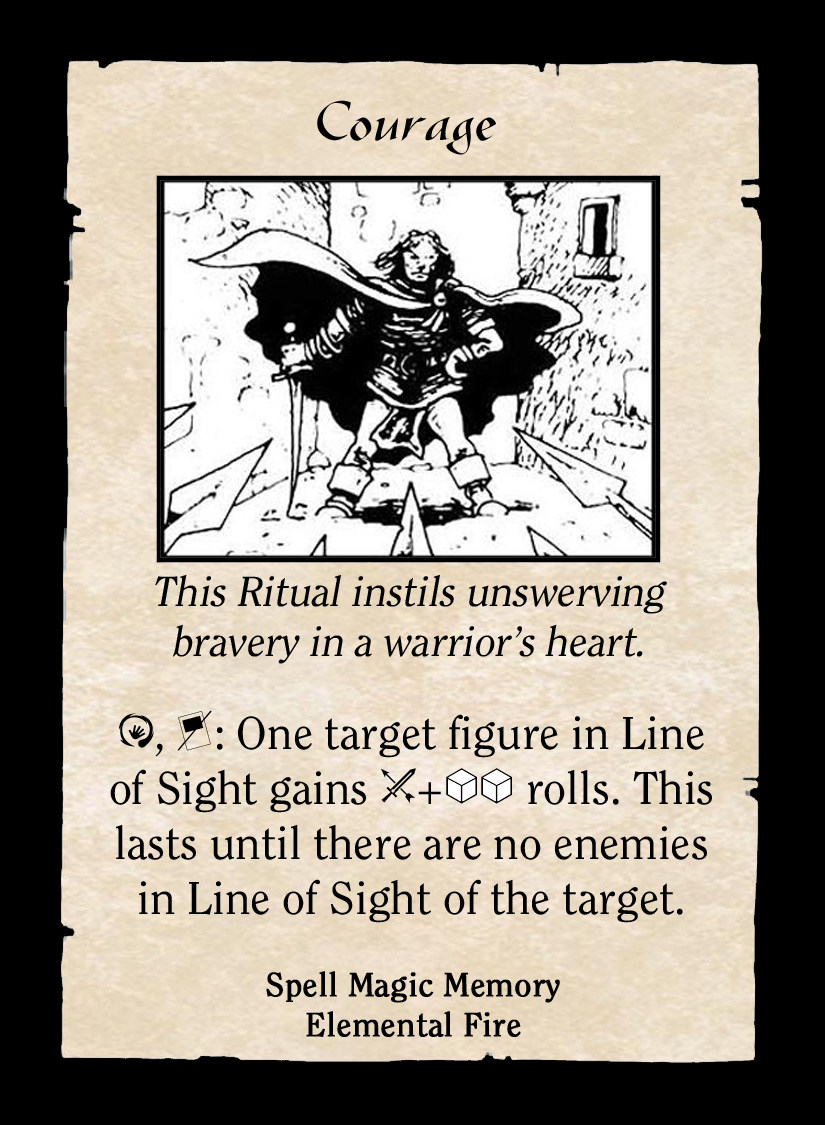 Courage
This Ritual instils unswerving
bravery in a warrior’s heart.
, : One target figure in Line
of Sight gains + rolls. This
lasts until there are no enemies
in Line of Sight of the target.
Spell Magic Memory
Elemental Fire